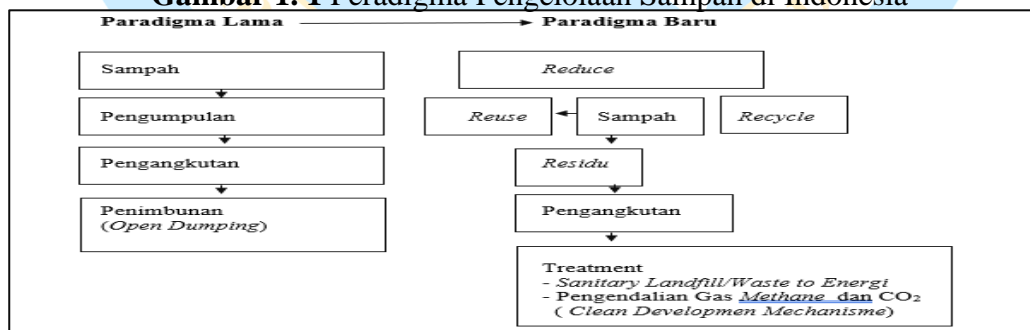 Gambar 1. 1 Peradigma Pengelolaan Sampah di Indonesia
Paradigma Lama
Paradigma Baru
Sampah
Pengumpulan
Pengangkutan
Penimbunan
(Open Dumping)
Reduce
Reuse
Sampah
Recycle
Residu
Pengangkutan
Treatment
- Sanitary Landfill/Waste to Energi
- Pengendalian Gas Methane dan CO₂
( Clean Developmen Mechanisme)